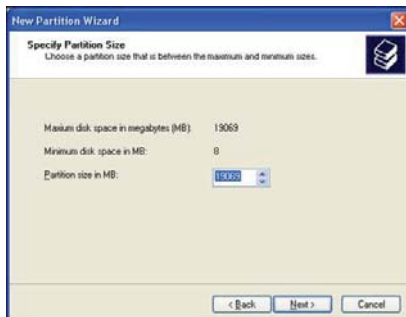 New Partition Wizard
Specify Partition Size
Choose a partition size that is between the maximum and minimum sizes.
Maxium disk space in megabytes (MB): 19069
Minimum disk space in MB: 8
Partition size in MB: 19069
< Back Next > Cancel